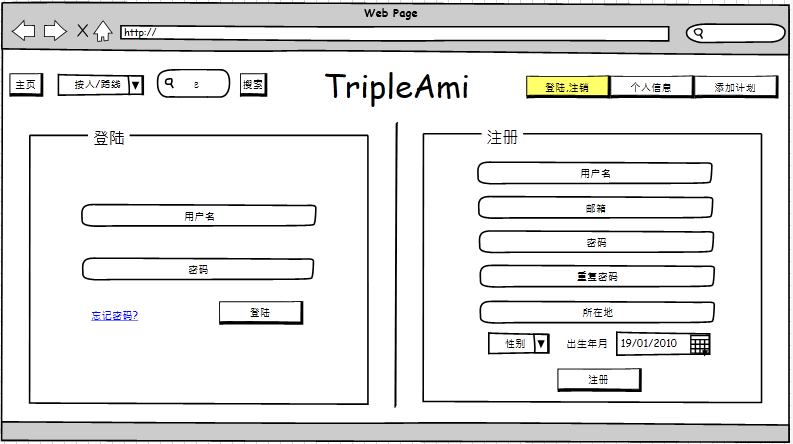 Web Page
http://
主页
按人/路线
搜索
TripleAmi
登陆,注销
个人信息
添加计划
登陆
用户名
密码
忘记密码?
登陆
注册
用户名
邮箱
密码
重复密码
所在地
性别
出生年月
19/01/2010
注册